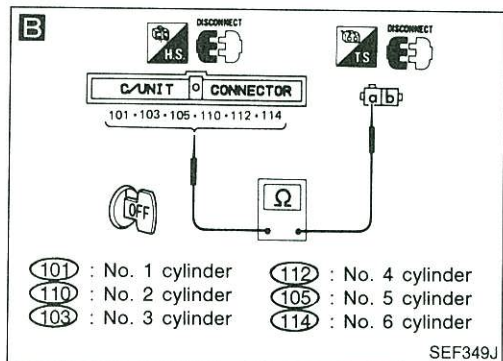 B
DISCONNECT
H.S.
DISCONNECT
T.S.
C/UNIT CONNECTOR
a b
101 · 103 · 105 · 110 · 112 · 114
OFF
Ω
101 : No. 1 cylinder
110 : No. 2 cylinder
103 : No. 3 cylinder
112 : No. 4 cylinder
105 : No. 5 cylinder
114 : No. 6 cylinder
SEF349J